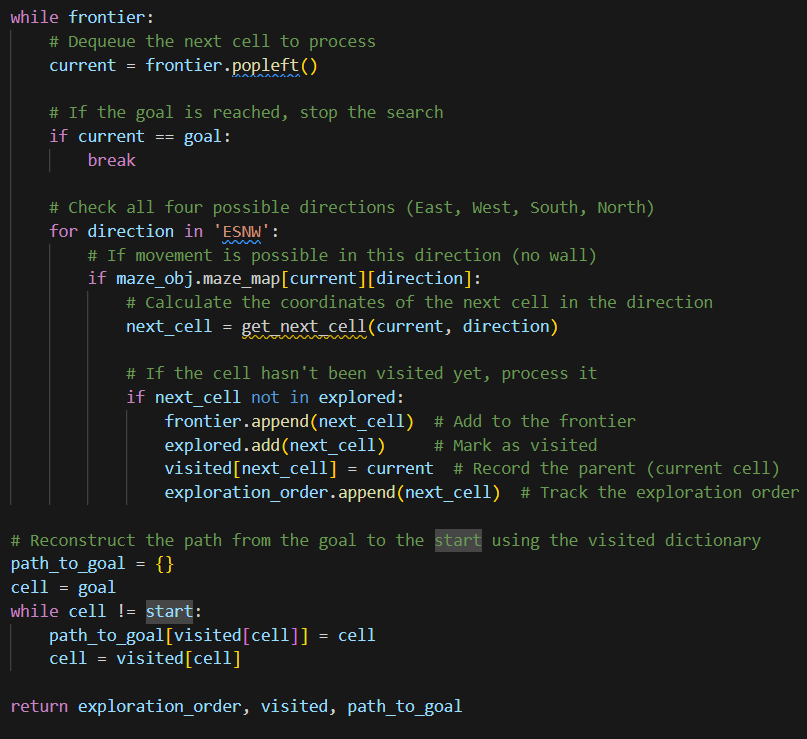 while frontier:
    # Dequeue the next cell to process
    current = frontier.popleft()

    # If the goal is reached, stop the search
    if current == goal:
        break

    # Check all four possible directions (East, West, South, North)
    for direction in 'ESNW':
        # If movement is possible in this direction (no wall)
        if maze_obj.maze_map[current][direction]:
            # Calculate the coordinates of the next cell in the direction
            next_cell = get_next_cell(current, direction)

            # If the cell hasn't been visited yet, process it
            if next_cell not in explored:
                frontier.append(next_cell)  # Add to the frontier
                explored.add(next_cell)     # Mark as visited
                visited[next_cell] = current  # Record the parent (current cell)
                exploration_order.append(next_cell)  # Track the exploration order

# Reconstruct the path from the goal to the start using the visited dictionary
path_to_goal = {}
cell = goal
while cell != start:
    path_to_goal[visited[cell]] = cell
    cell = visited[cell]

return exploration_order, visited, path_to_goal